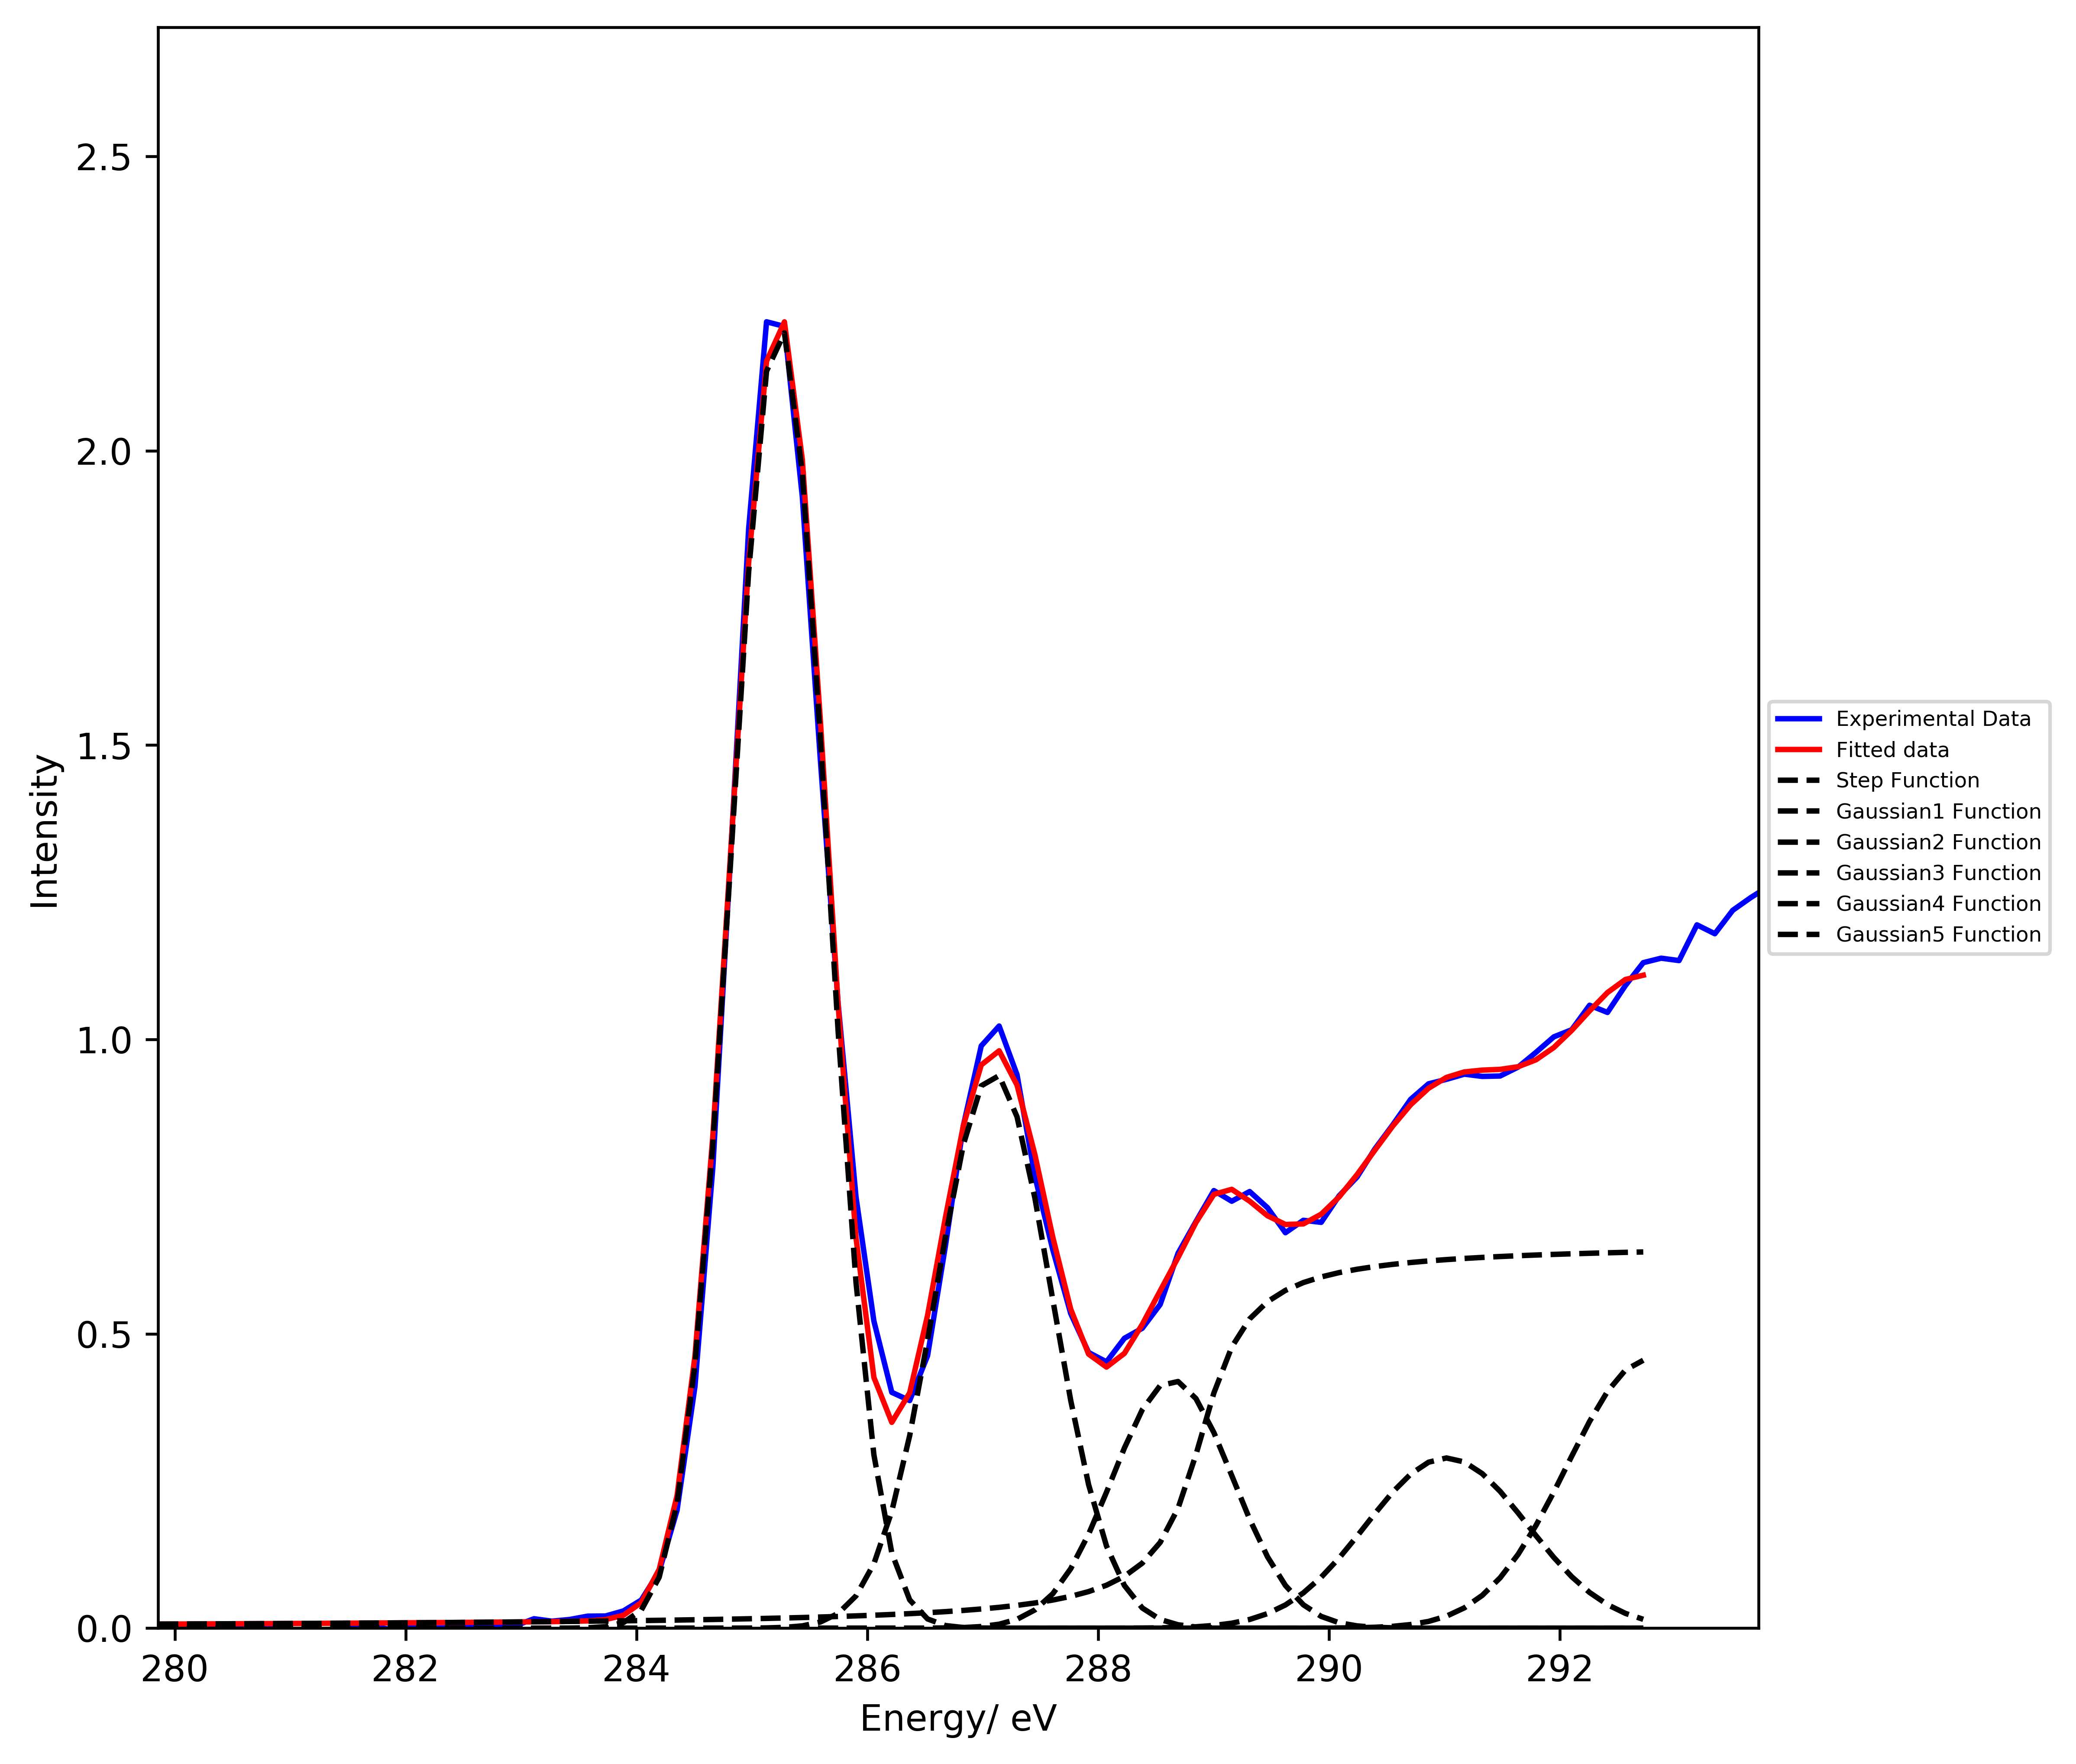 2.5
2.0
1.5
1.0
0.5
0.0
280 282 284 286 288 290 292
Intensity
Energy/ eV
Experimental Data
Fitted data
Step Function
Gaussian1 Function
Gaussian2 Function
Gaussian3 Function
Gaussian4 Function
Gaussian5 Function